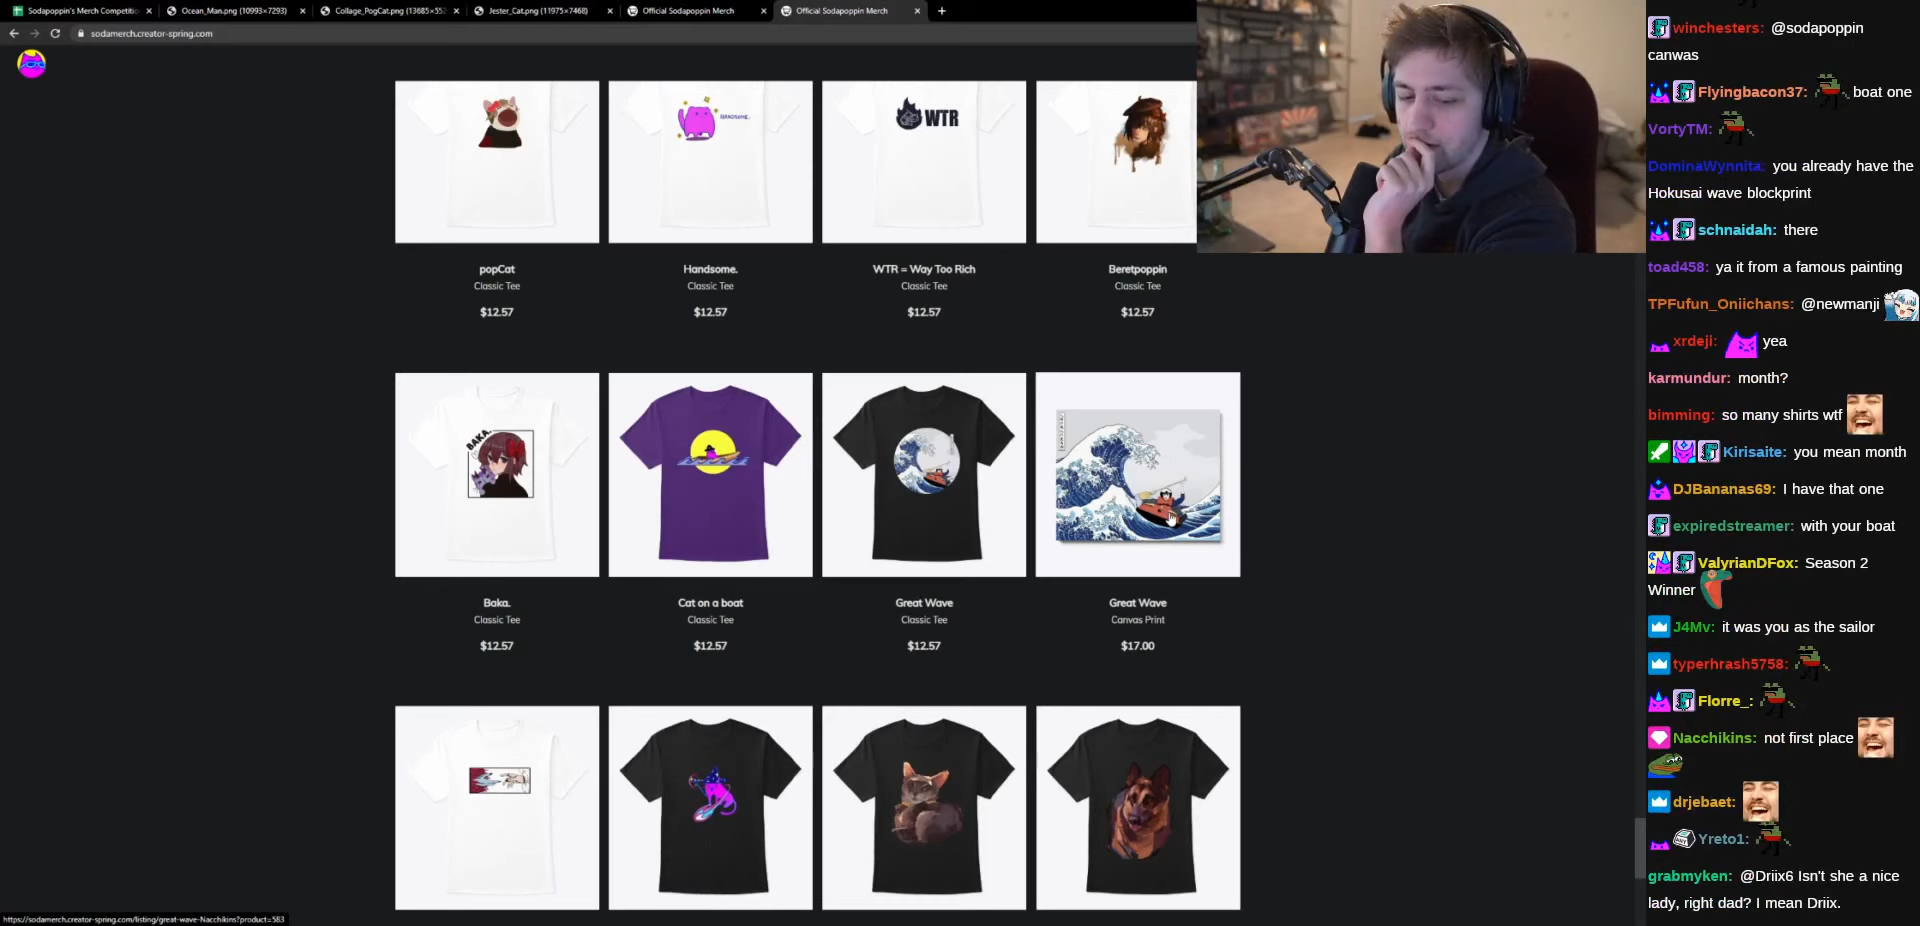 Sodapoppin's Merch Competitio
Ocean_Man.png (10993×7293)
Collage_PogCat.png (13685×55
Jester_Cat.png (11975×7468)
Official Sodapoppin Merch
Official Sodapoppin Merch
sodamerch.creator-spring.com
HANDSOME.
WTR
popCat
Classic Tee
$12.57
Handsome.
Classic Tee
$12.57
WTR = Way Too Rich
Classic Tee
$12.57
Beretpoppin
Classic Tee
$12.57
BAKA.
Baka.
Classic Tee
$12.57
Cat on a boat
Classic Tee
$12.57
Great Wave
Classic Tee
$12.57
Great Wave
Canvas Print
$17.00
https://sodamerch.creator-spring.com/listing/great-wave-Nacchikins?product=583
winchesters: @sodapoppin
canwas
Flyingbacon37: boat one
VortyTM:
DominaWynnita: you already have the
Hokusai wave blockprint
schnaidah: there
toad458: ya it from a famous painting
TPFufun_Oniichans: @newmanji
xrdeji: yea
karmundur: month?
bimming: so many shirts wtf
Kirisaite: you mean month
DJBananas69: I have that one
expiredstreamer: with your boat
ValyrianDFox: Season 2
Winner
J4Mv: it was you as the sailor
typerhrash5758:
Florre_:
Nacchikins: not first place
drjebaet:
Yreto1:
grabmyken: @Driix6 Isn't she a nice
lady, right dad? I mean Driix.